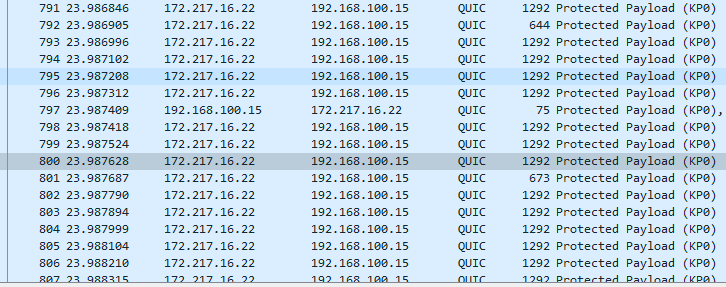 791 23.986846 172.217.16.22 192.168.100.15 QUIC 1292 Protected Payload (KP0)
792 23.986905 172.217.16.22 192.168.100.15 QUIC 644 Protected Payload (KP0)
793 23.986996 172.217.16.22 192.168.100.15 QUIC 1292 Protected Payload (KP0)
794 23.987102 172.217.16.22 192.168.100.15 QUIC 1292 Protected Payload (KP0)
795 23.987208 172.217.16.22 192.168.100.15 QUIC 1292 Protected Payload (KP0)
796 23.987312 172.217.16.22 192.168.100.15 QUIC 1292 Protected Payload (KP0)
797 23.987409 192.168.100.15 172.217.16.22 QUIC 75 Protected Payload (KP0),
798 23.987418 172.217.16.22 192.168.100.15 QUIC 1292 Protected Payload (KP0)
799 23.987524 172.217.16.22 192.168.100.15 QUIC 1292 Protected Payload (KP0)
800 23.987628 172.217.16.22 192.168.100.15 QUIC 1292 Protected Payload (KP0)
801 23.987687 172.217.16.22 192.168.100.15 QUIC 673 Protected Payload (KP0)
802 23.987790 172.217.16.22 192.168.100.15 QUIC 1292 Protected Payload (KP0)
803 23.987894 172.217.16.22 192.168.100.15 QUIC 1292 Protected Payload (KP0)
804 23.987999 172.217.16.22 192.168.100.15 QUIC 1292 Protected Payload (KP0)
805 23.988104 172.217.16.22 192.168.100.15 QUIC 1292 Protected Payload (KP0)
806 23.988210 172.217.16.22 192.168.100.15 QUIC 1292 Protected Payload (KP0)
807 23.988315 172.217.16.22 192.168.100.15 QUIC 1292 Protected Payload (KP0)